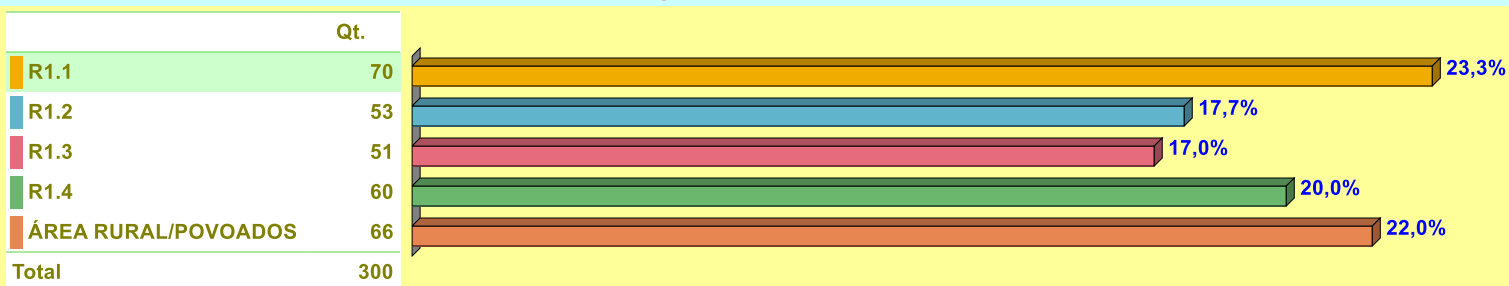 Qt.
R1.1 70 23,3%
R1.2 53 17,7%
R1.3 51 17,0%
R1.4 60 20,0%
ÁREA RURAL/POVOADOS 66 22,0%
Total 300